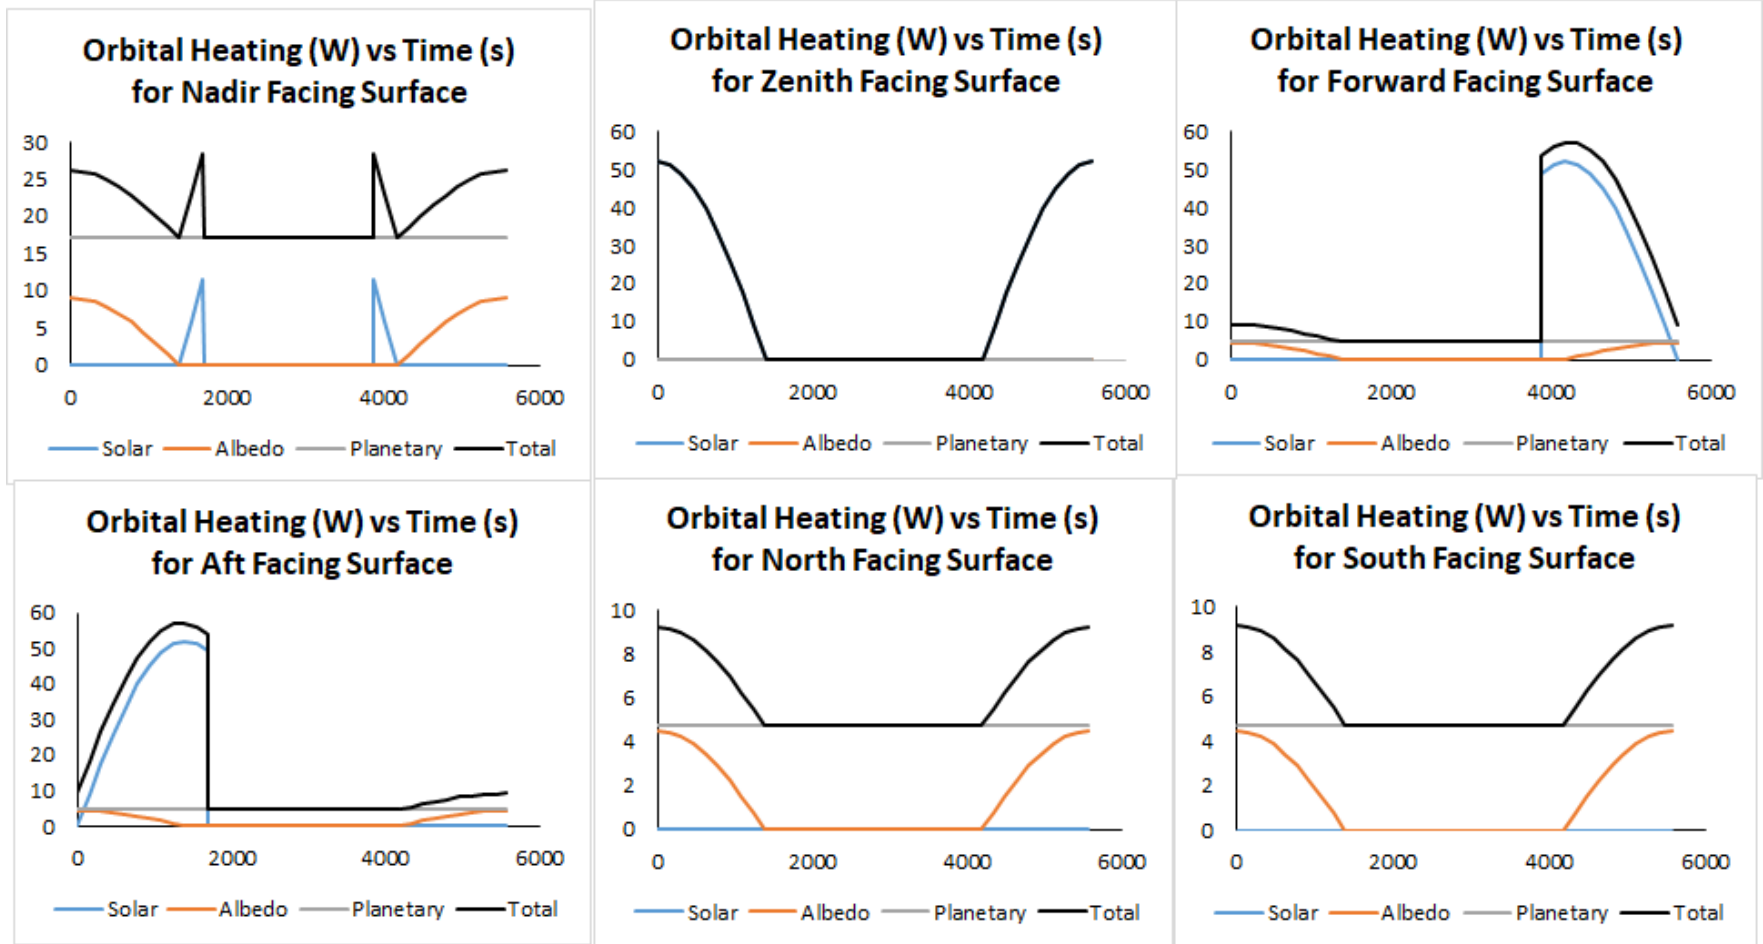 Orbital Heating (W) vs Time (s)
for Nadir Facing Surface
30
25
20
15
10
5
0
0 2000 4000 6000
Solar Albedo Planetary Total
Orbital Heating (W) vs Time (s)
for Zenith Facing Surface
60
50
40
30
20
10
0
0 2000 4000 6000
Solar Albedo Planetary Total
Orbital Heating (W) vs Time (s)
for Forward Facing Surface
60
50
40
30
20
10
0
0 2000 4000 6000
Solar Albedo Planetary Total
Orbital Heating (W) vs Time (s)
for Aft Facing Surface
60
50
40
30
20
10
0
0 2000 4000 6000
Solar Albedo Planetary Total
Orbital Heating (W) vs Time (s)
for North Facing Surface
10
8
6
4
2
0
0 2000 4000 6000
Solar Albedo Planetary Total
Orbital Heating (W) vs Time (s)
for South Facing Surface
10
8
6
4
2
0
0 2000 4000 6000
Solar Albedo Planetary Total